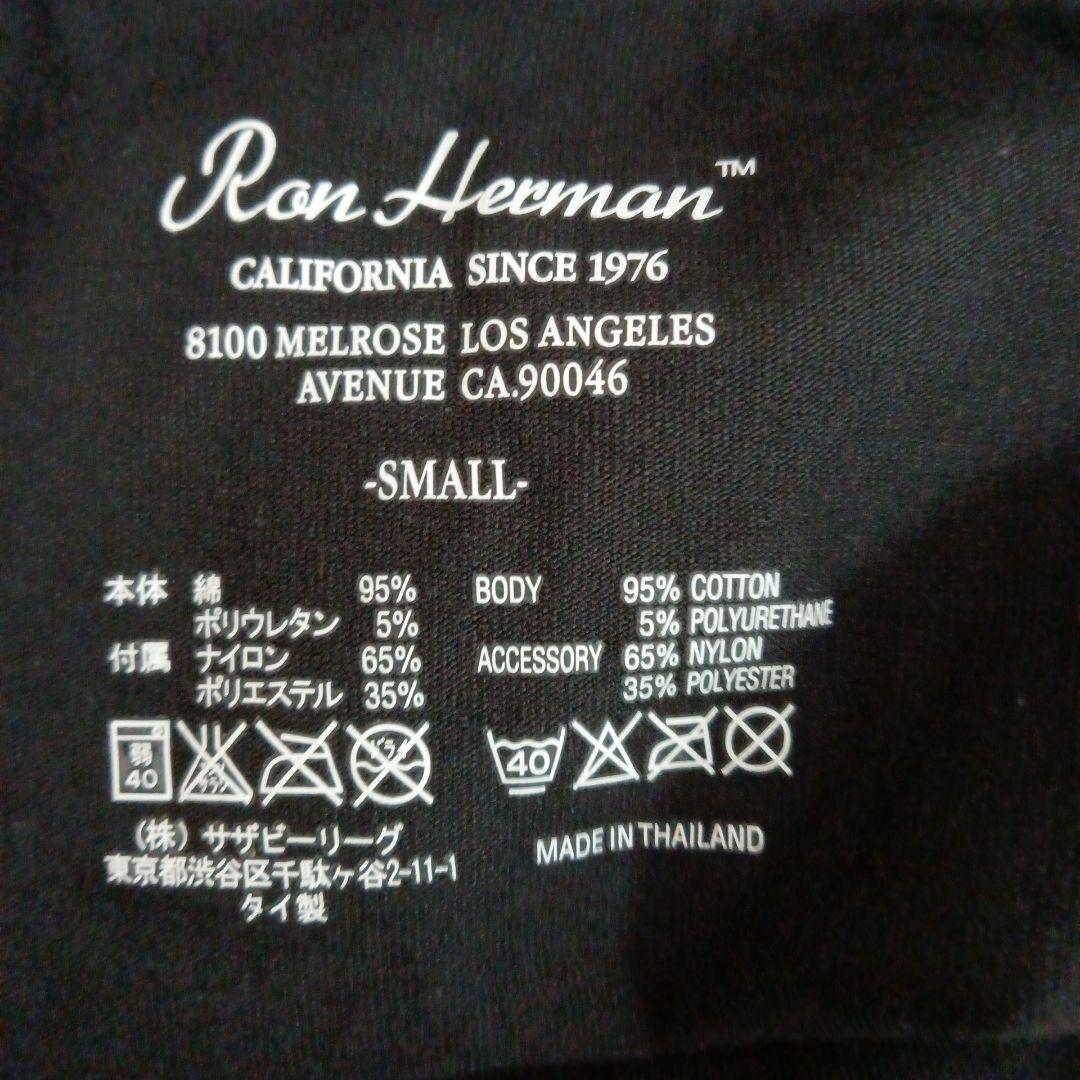 Ron Herman™
CALIFORNIA SINCE 1976
8100 MELROSE LOS ANGELES
AVENUE CA.90046
-SMALL-
本体 綿 95%
ポリウレタン 5%
付属 ナイロン 65%
ポリエステル 35%
BODY 95% COTTON
5% POLYURETHANE
ACCESSORY 65% NYLON
35% POLYESTER
弱
40
ドライ
40
(株) サザビーリーグ
東京都渋谷区千駄ヶ谷2-11-1
タイ製
MADE IN THAILAND